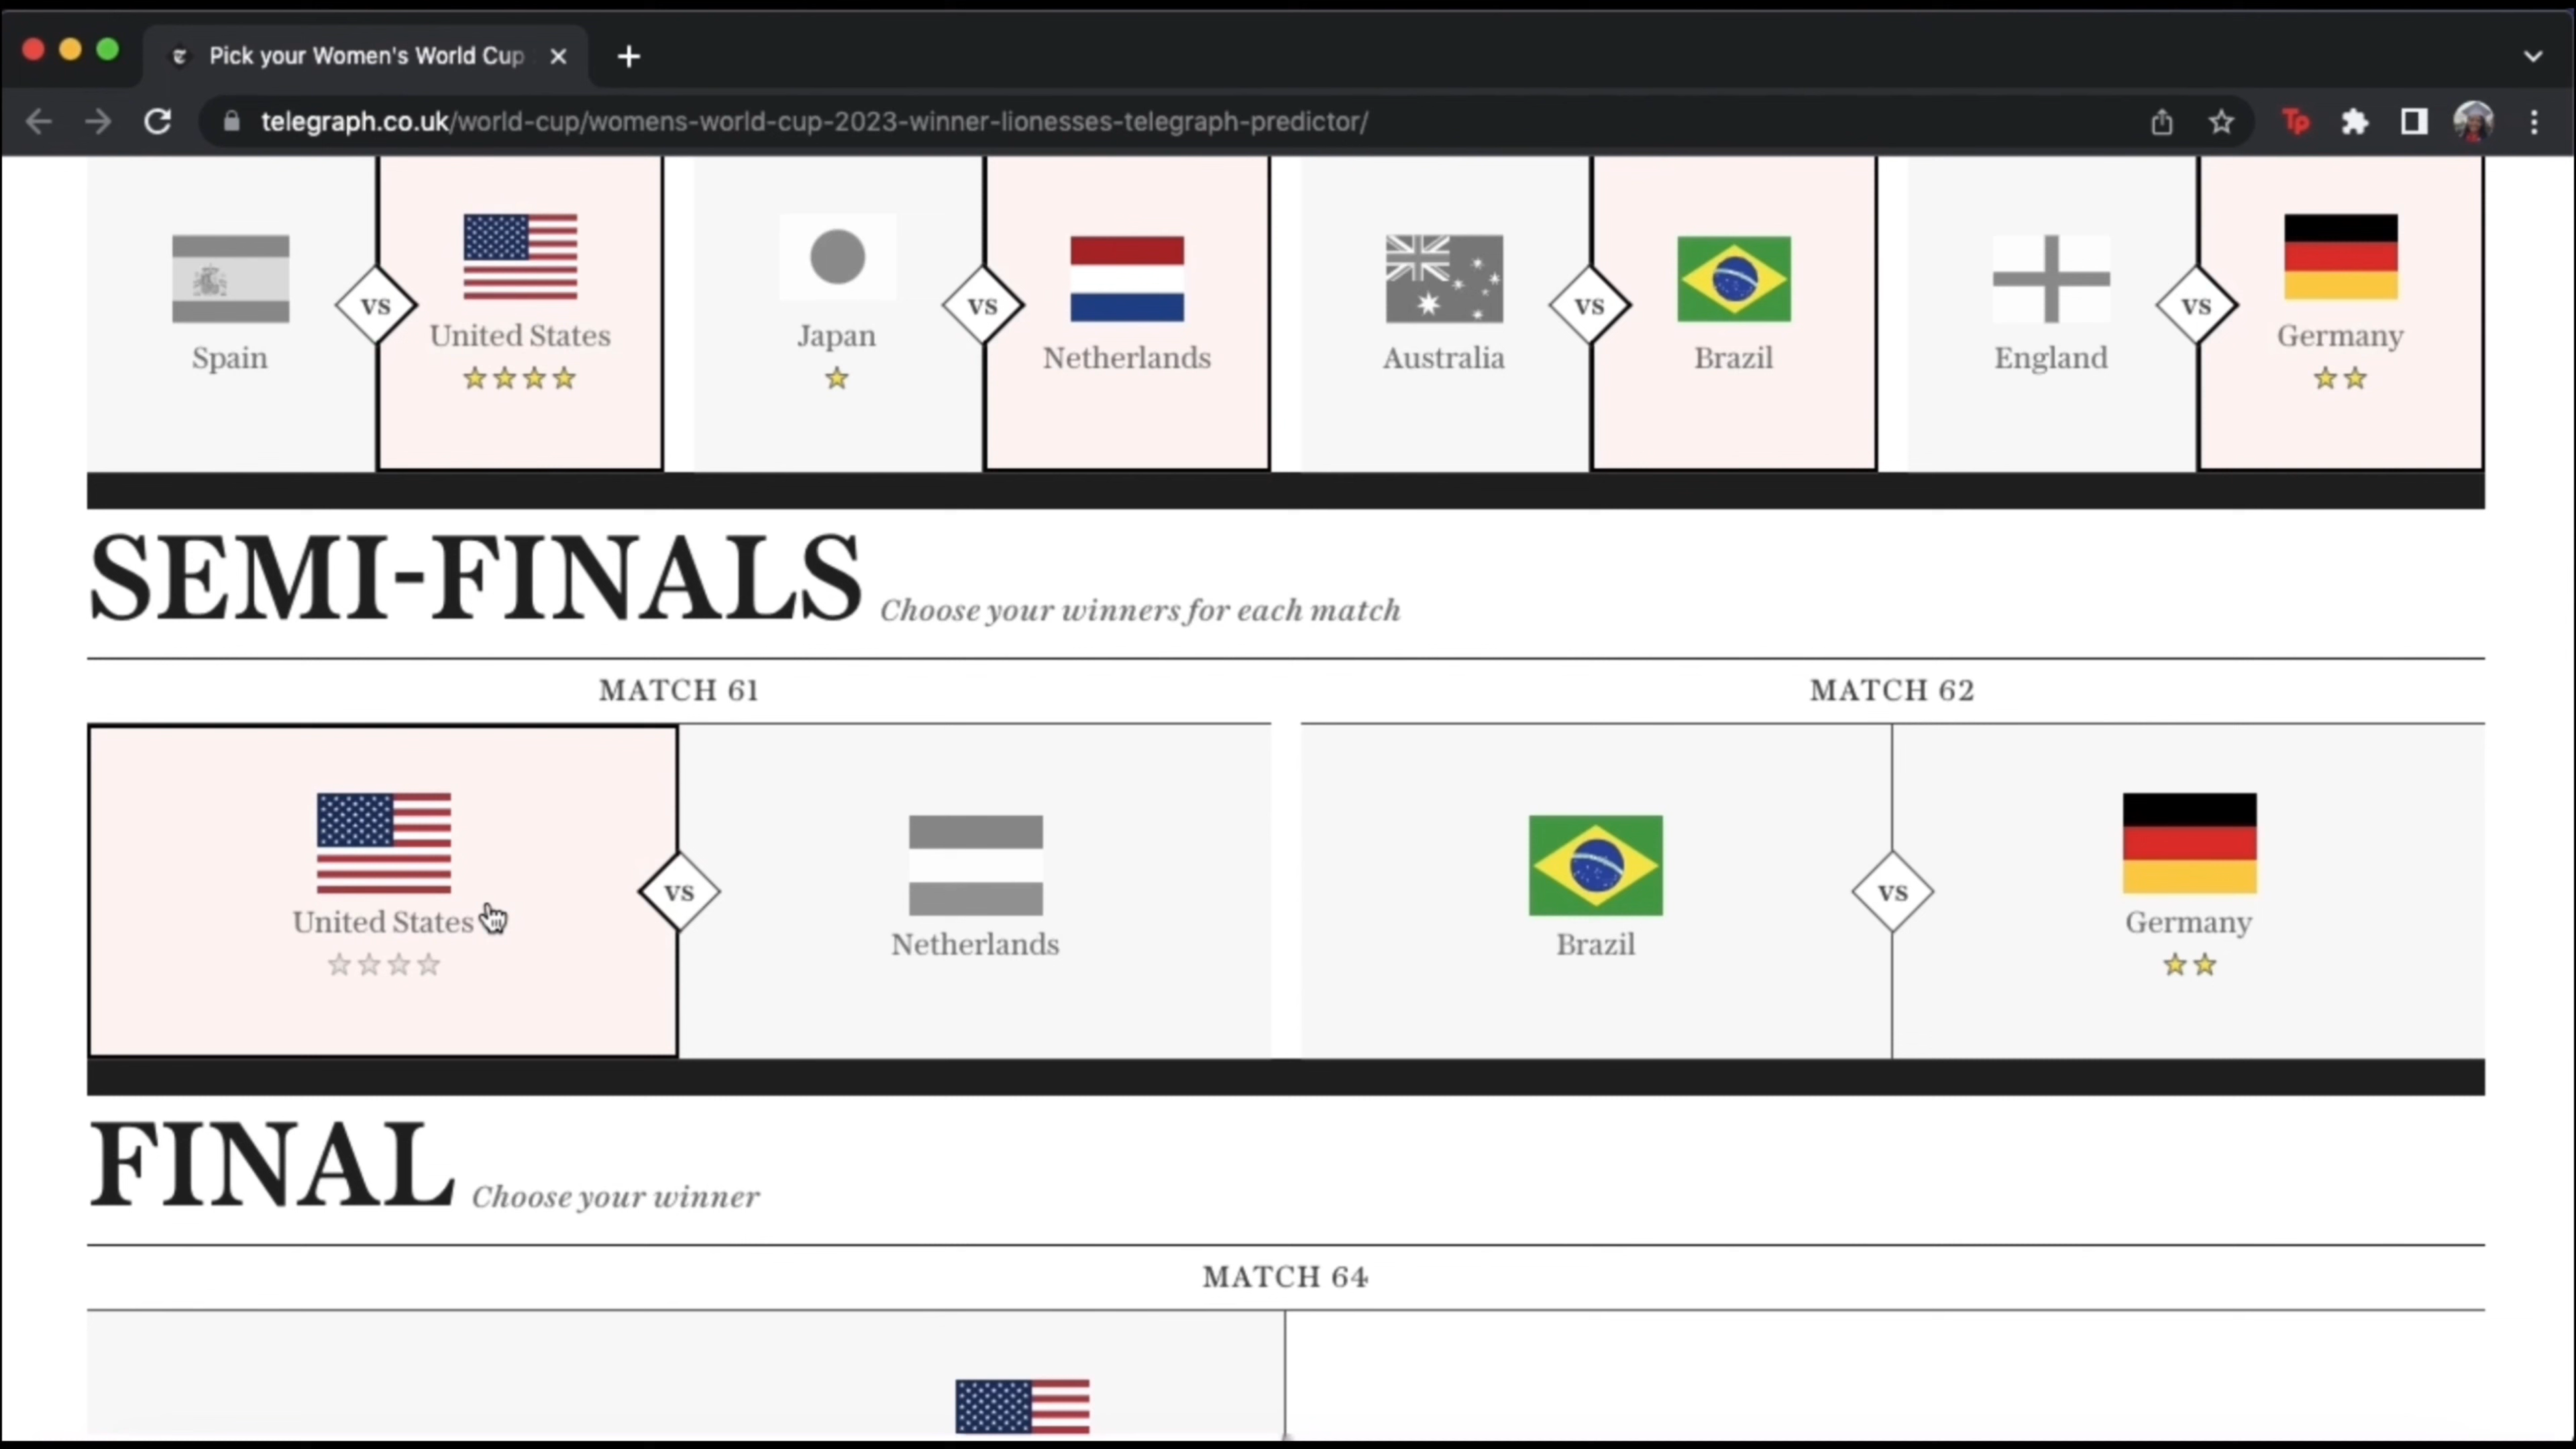 Pick your Women's World Cup
telegraph.co.uk/world-cup/womens-world-cup-2023-winner-lionesses-telegraph-predictor/
Tp
Spain
vs
United States
Japan
vs
Netherlands
Australia
vs
Brazil
England
vs
Germany
SEMI-FINALS Choose your winners for each match
MATCH 61
MATCH 62
United States
vs
Netherlands
Brazil
vs
Germany
FINAL Choose your winner
MATCH 64